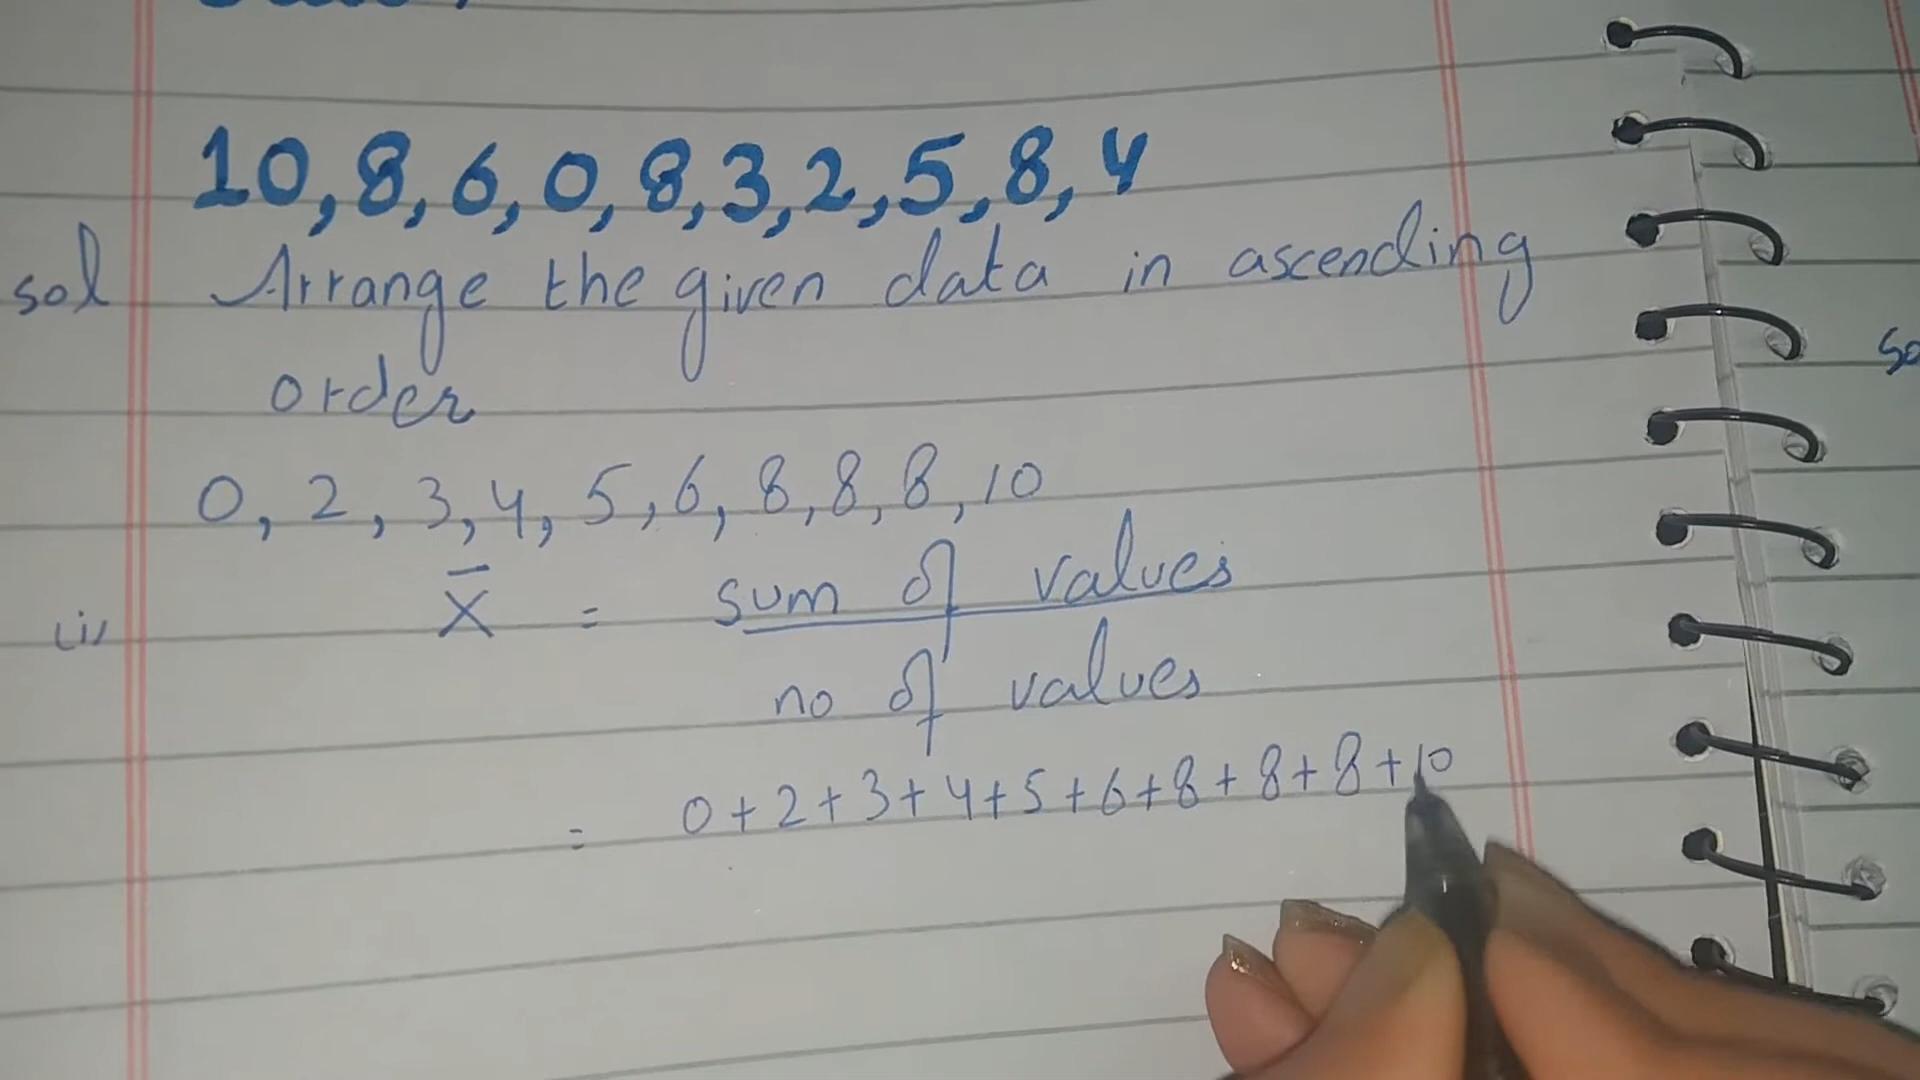 10, 8, 6, 0, 8, 3, 2, 5, 8, 4
sol Arrange the given data in ascending
order
0, 2, 3, 4, 5, 6, 8, 8, 8, 10
(i) X̄ = sum of values
no of values
= 0 + 2 + 3 + 4 + 5 + 6 + 8 + 8 + 8 + 10